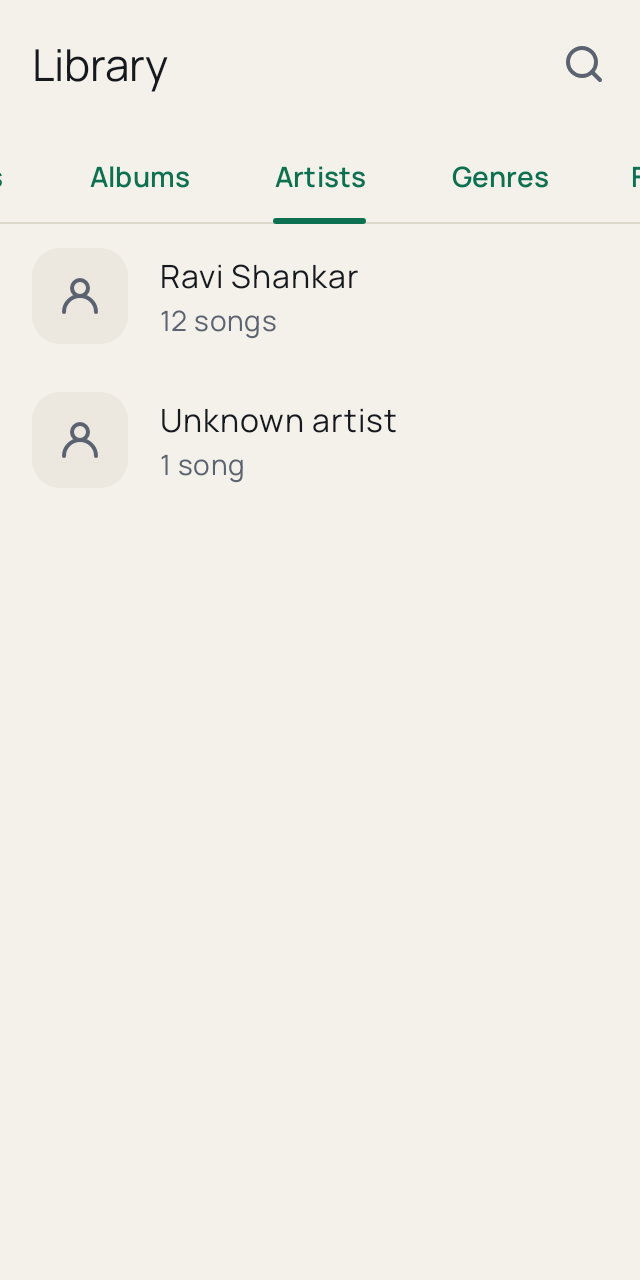 Library
Albums
Artists
Genres
Ravi Shankar
12 songs
Unknown artist
1 song